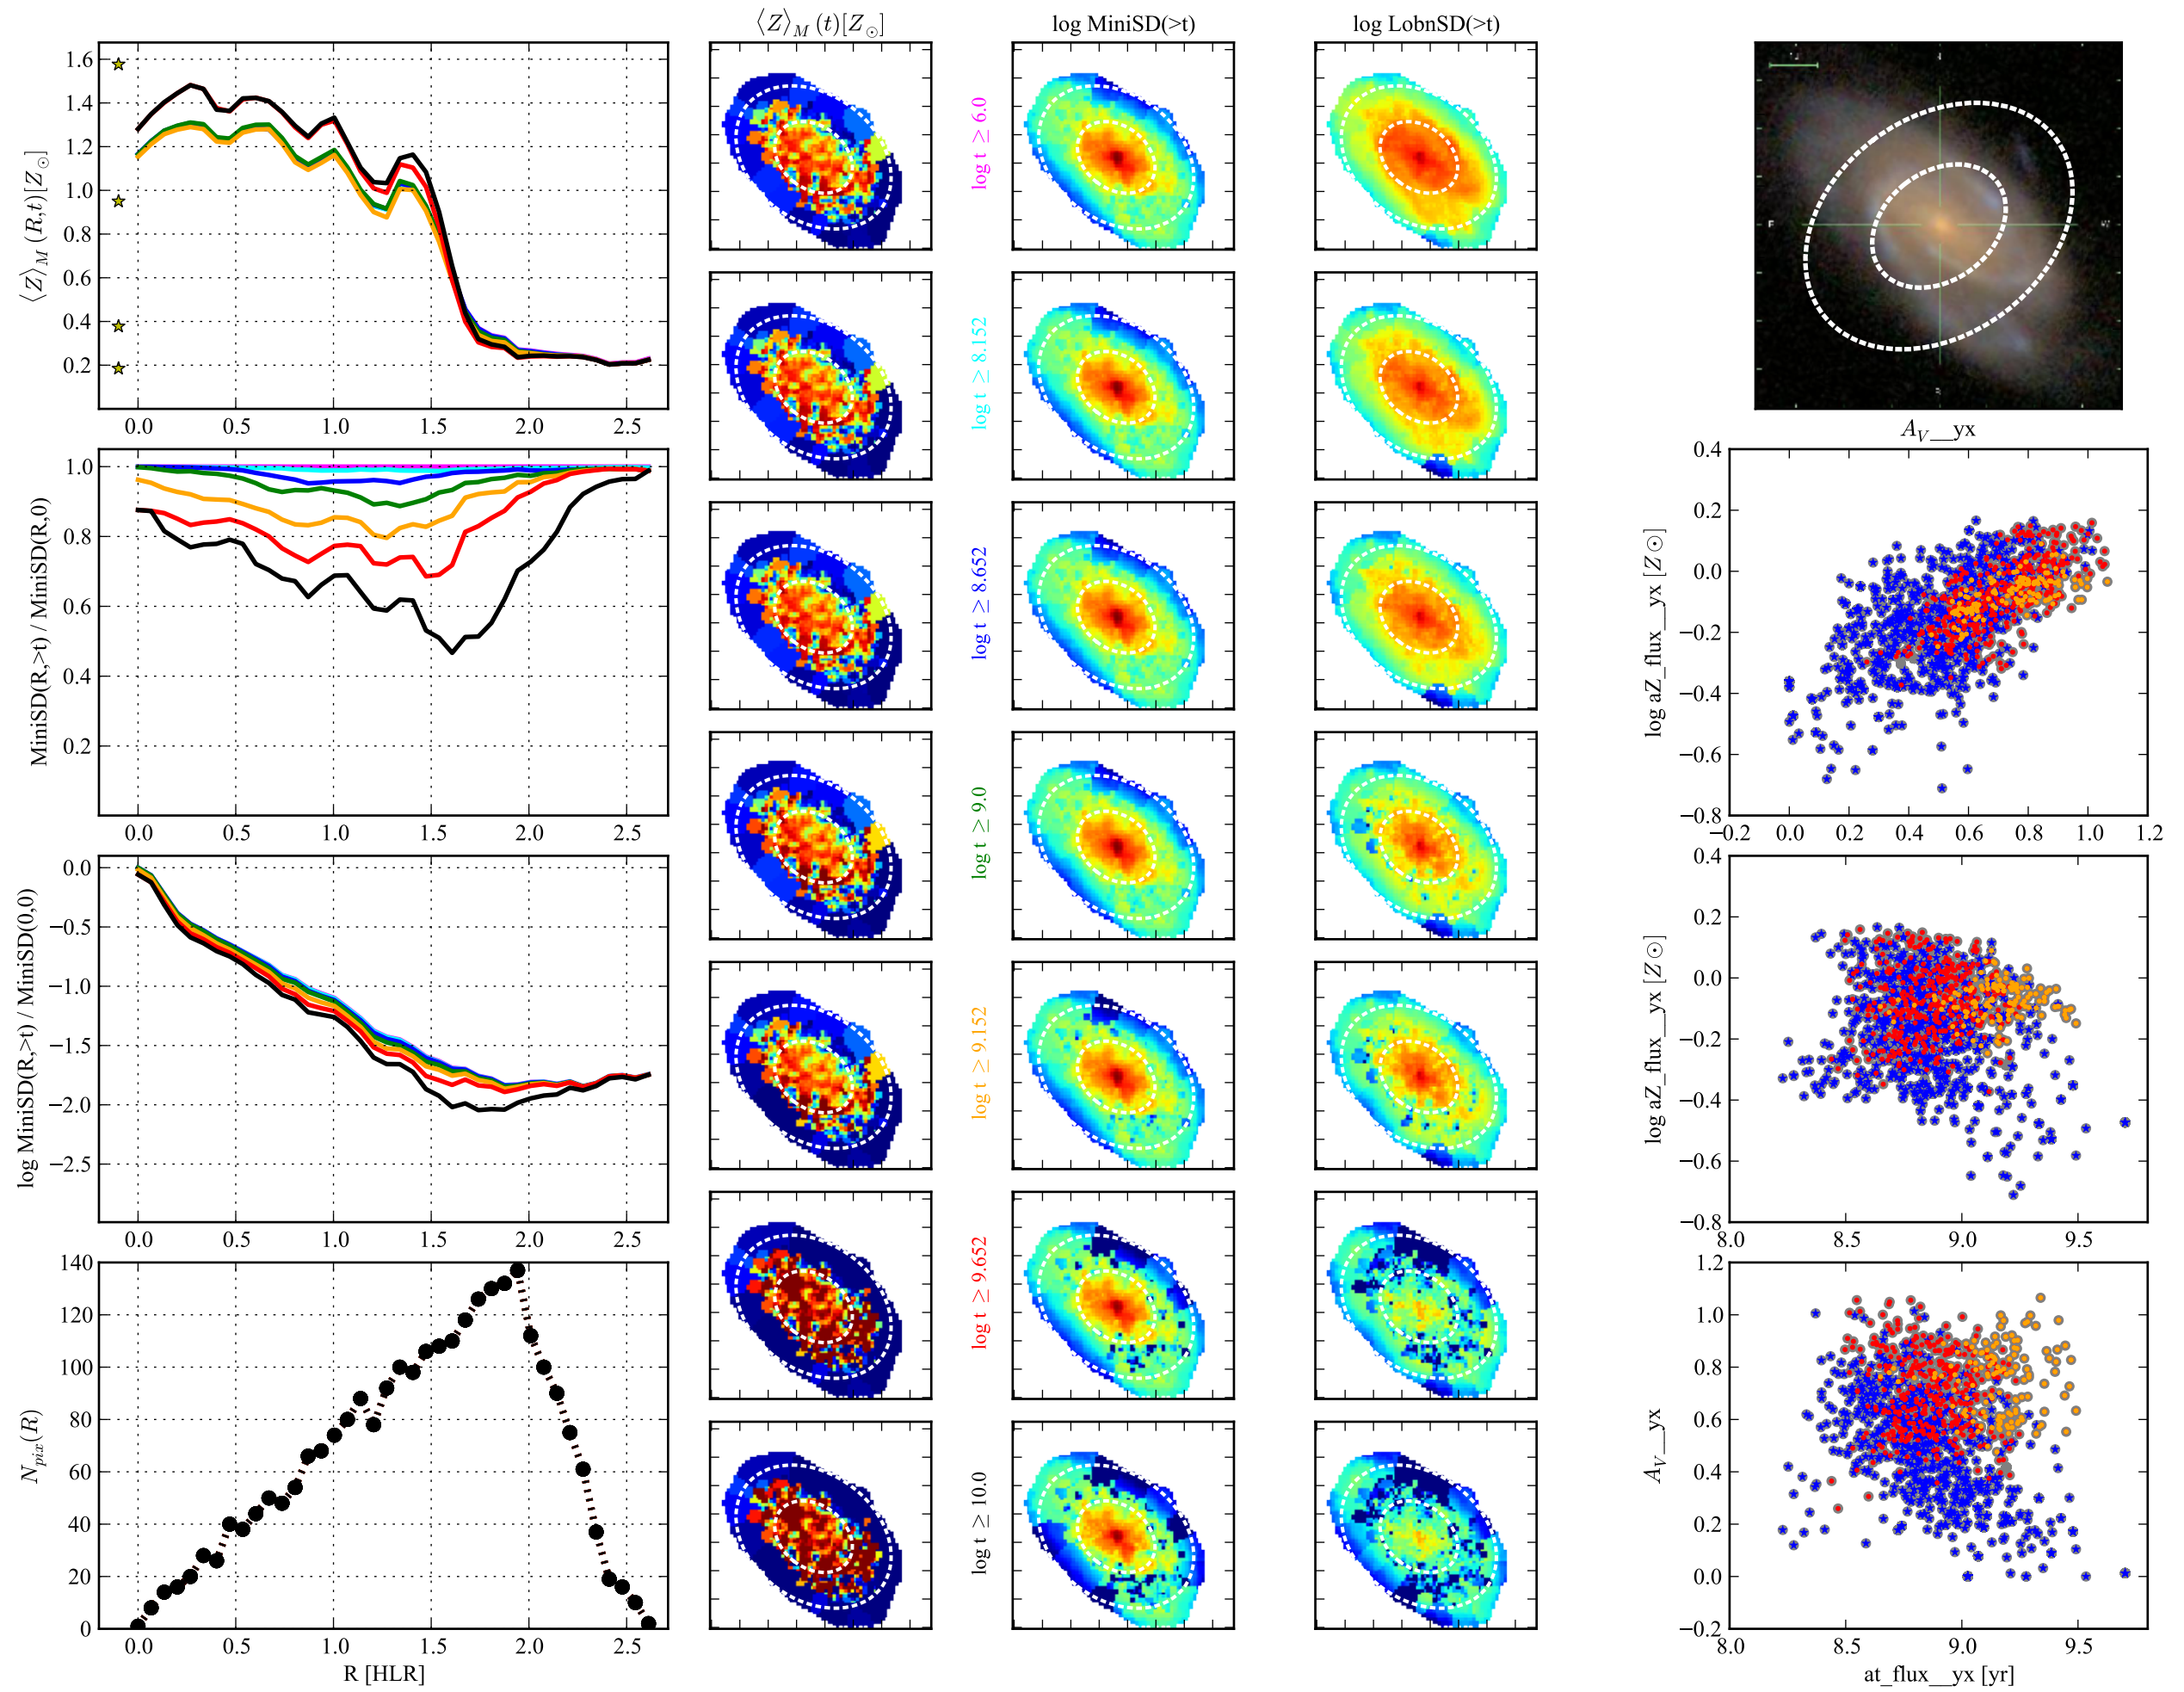 ⟨Z⟩_M (t)[Z_⊙]
log MiniSD(>t)
log LobnSD(>t)
⟨Z⟩_M (R,t)[Z_⊙]
1.6
1.4
1.2
1.0
0.8
0.6
0.4
0.2
0.0 0.5 1.0 1.5 2.0 2.5
MiniSD(R,>t) / MiniSD(R,0)
1.0
0.8
0.6
0.4
0.2
0.0 0.5 1.0 1.5 2.0 2.5
log MiniSD(R,>t) / MiniSD(0,0)
0.0
−0.5
−1.0
−1.5
−2.0
−2.5
0.0 0.5 1.0 1.5 2.0 2.5
N_pix(R)
140
120
100
80
60
40
20
0
0.0 0.5 1.0 1.5 2.0 2.5
R [HLR]
log t ≥ 6.0
log t ≥ 8.152
log t ≥ 8.652
log t ≥ 9.0
log t ≥ 9.152
log t ≥ 9.652
log t ≥ 10.0
A_V__yx
log aZ_flux__yx [Z⊙]
0.4
0.2
0.0
−0.2
−0.4
−0.6
−0.8
−0.2 0.0 0.2 0.4 0.6 0.8 1.0 1.2
log aZ_flux__yx [Z⊙]
0.4
0.2
0.0
−0.2
−0.4
−0.6
−0.8
8.0 8.5 9.0 9.5
A_V__yx
1.2
1.0
0.8
0.6
0.4
0.2
0.0
−0.2
8.0 8.5 9.0 9.5
at_flux__yx [yr]